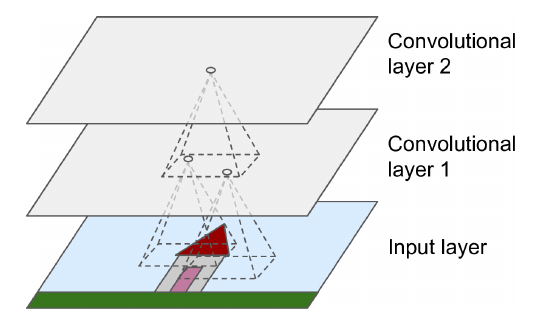 Convolutional
layer 2
Convolutional
layer 1
Input layer